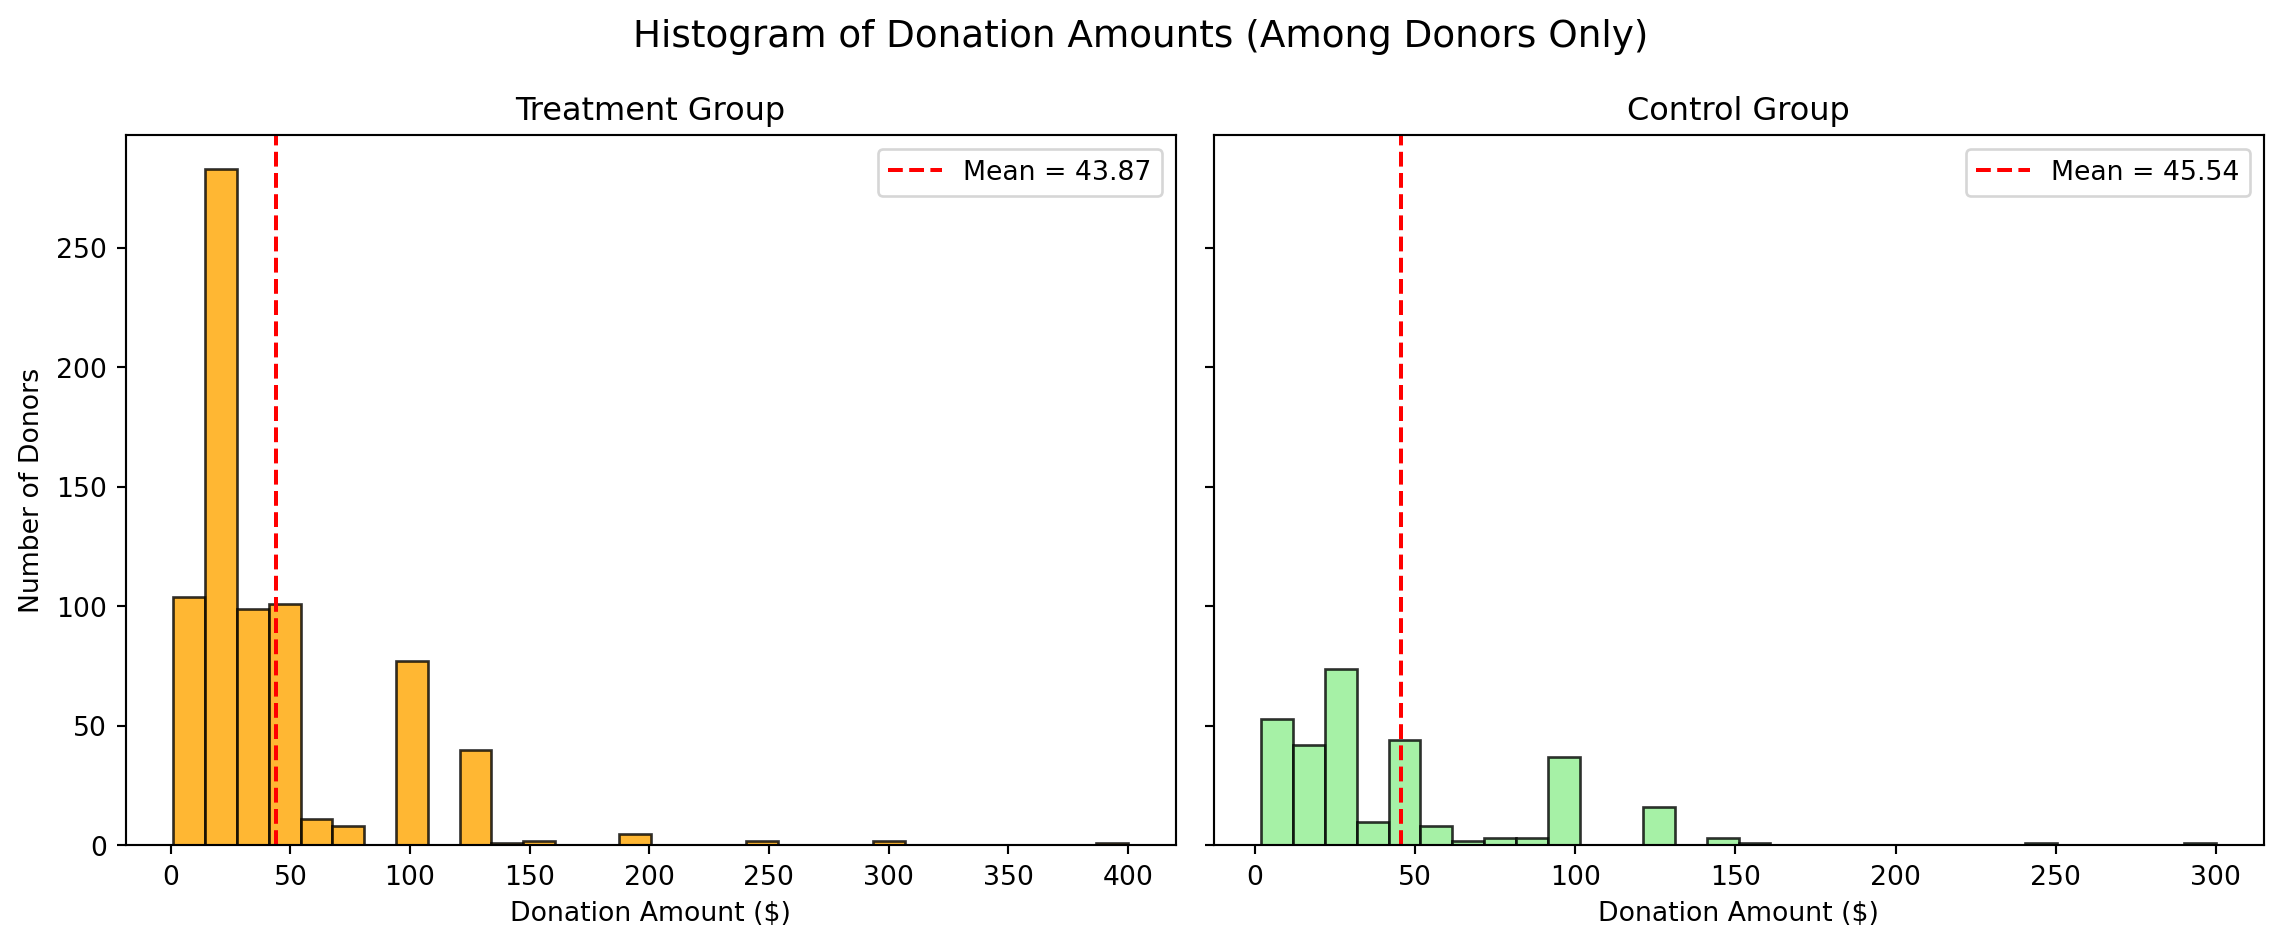 Histogram of Donation Amounts (Among Donors Only)
Treatment Group
Mean = 43.87
Number of Donors
250
200
150
100
50
0
0 50 100 150 200 250 300 350 400
Donation Amount ($)
Control Group
Mean = 45.54
0 50 100 150 200 250 300
Donation Amount ($)